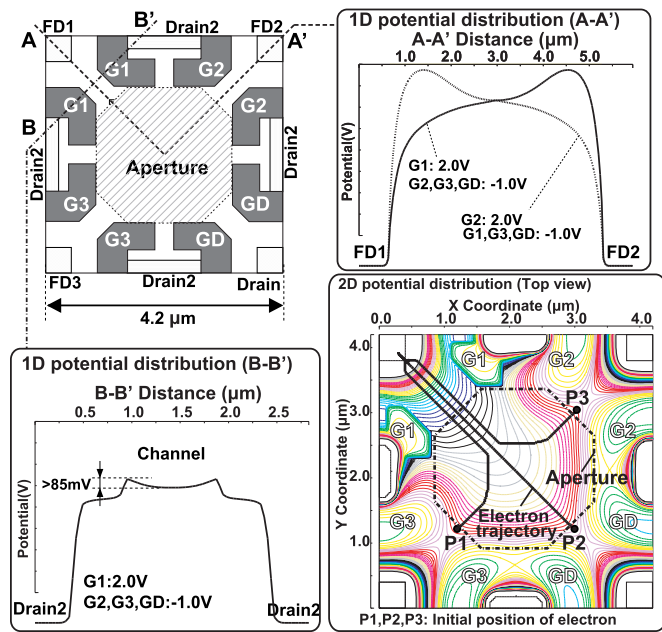 FD1
B'
Drain2
FD2
A
A'
G1
G2
G1
G2
B
Drain2
Drain2
Aperture
G3
GD
G3
GD
FD3
Drain2
Drain
4.2 µm
1D potential distribution (A-A')
A-A' Distance (µm)
1.0 2.0 3.0 4.0 5.0
Potential(V)
G1: 2.0V
G2,G3,GD: -1.0V
G2: 2.0V
G1,G3,GD: -1.0V
FD1
FD2
1D potential distribution (B-B')
B-B' Distance (µm)
0.5 1.0 1.5 2.0 2.5
Channel
>85mV
Potential(V)
G1:2.0V
G2,G3,GD:-1.0V
Drain2
Drain2
2D potential distribution (Top view)
X Coordinate (µm)
0.0 1.0 2.0 3.0 4.2
4.2
3.0
2.0
1.0
0.0
Y Coordinate (µm)
G1
G2
G1
G2
P3
Aperture
Electron
trajectory
G3
GD
P1
P2
G3
GD
P1,P2,P3: Initial position of electron